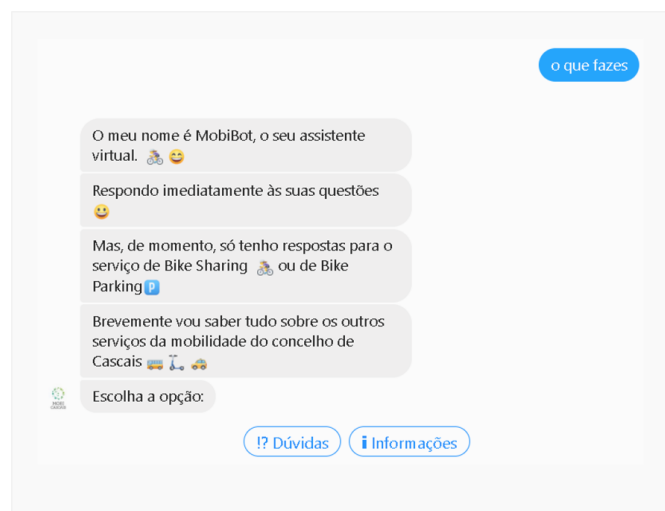 o que fazes
O meu nome é MobiBot, o seu assistente
virtual. 🚴 😄
Respondo imediatamente às suas questões
😀
Mas, de momento, só tenho respostas para o
serviço de Bike Sharing 🚴 ou de Bike
Parking🅿️
Brevemente vou saber tudo sobre os outros
serviços da mobilidade do concelho de
Cascais 🚌 🛴 🚕
Escolha a opção:
⁉ Dúvidas
ℹ Informações